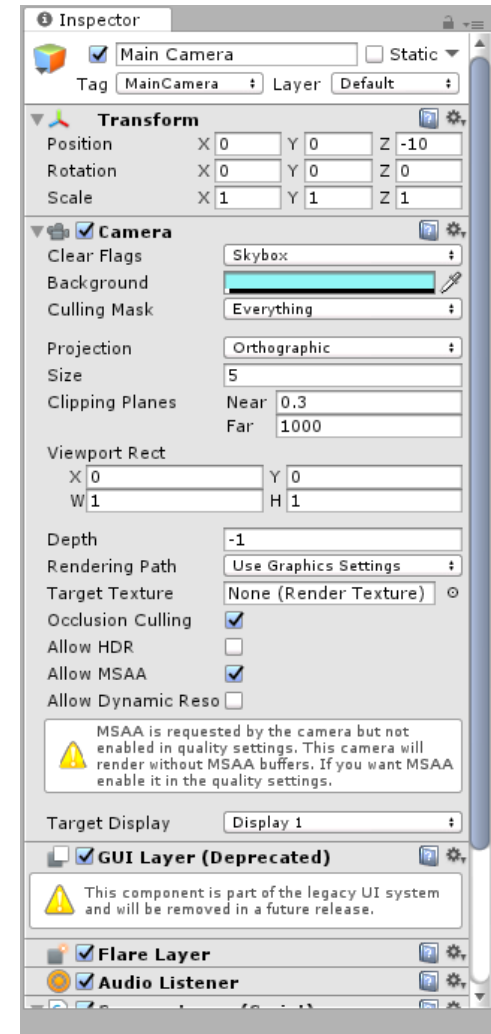 Inspector
Main Camera Static
Tag MainCamera Layer Default
Transform
Position X 0 Y 0 Z -10
Rotation X 0 Y 0 Z 0
Scale X 1 Y 1 Z 1
Camera
Clear Flags Skybox
Background
Culling Mask Everything
Projection Orthographic
Size 5
Clipping Planes Near 0.3
Far 1000
Viewport Rect
X 0 Y 0
W 1 H 1
Depth -1
Rendering Path Use Graphics Settings
Target Texture None (Render Texture)
Occlusion Culling
Allow HDR
Allow MSAA
Allow Dynamic Reso
MSAA is requested by the camera but not
enabled in quality settings. This camera will
render without MSAA buffers. If you want MSAA
enable it in the quality settings.
Target Display Display 1
GUI Layer (Deprecated)
This component is part of the legacy UI system
and will be removed in a future release.
Flare Layer
Audio Listener